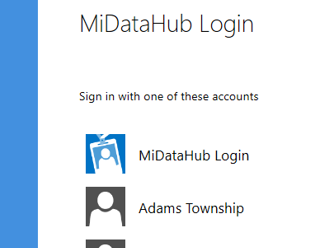 MiDataHub Login
Sign in with one of these accounts
MiDataHub Login
Adams Township